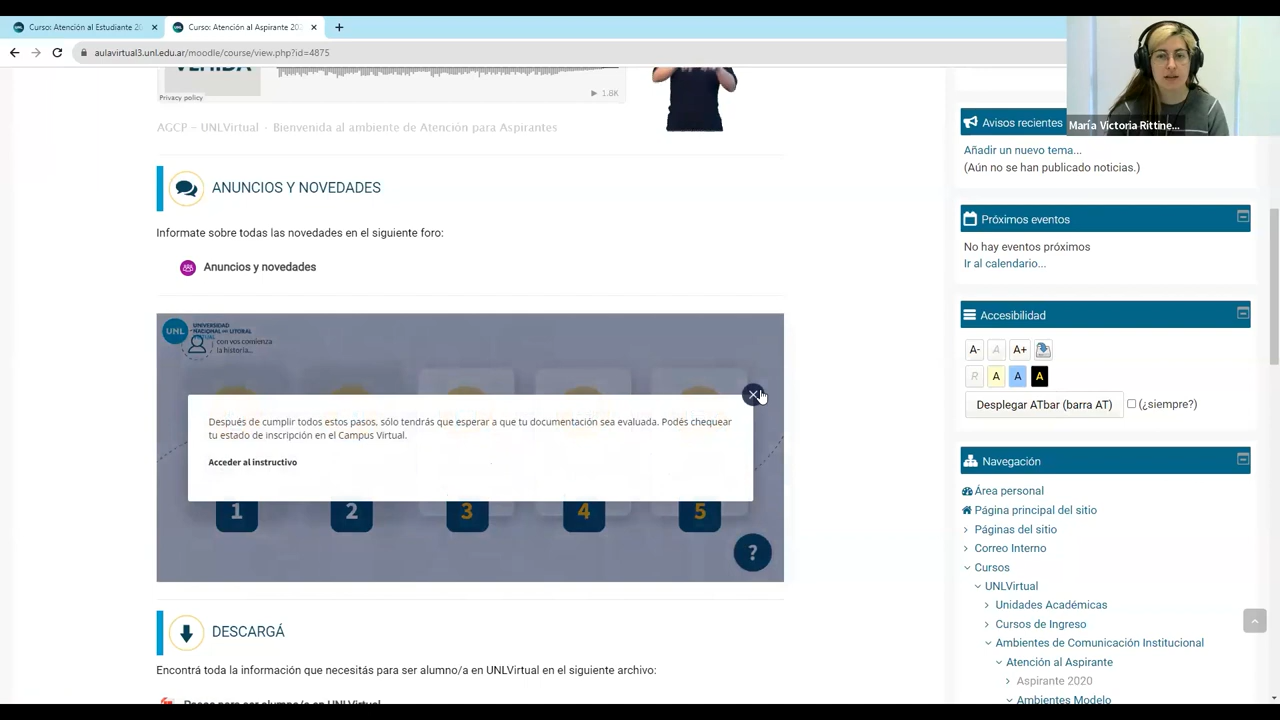 Curso: Atención al Estudiante 20
Curso: Atención al Aspirante 202
aulavirtual3.unl.edu.ar/moodle/course/view.php?id=4875
Privacy policy
1.8K
AGCP – UNLVirtual · Bienvenida al ambiente de Atención para Aspirantes
ANUNCIOS Y NOVEDADES
Informate sobre todas las novedades en el siguiente foro:
Anuncios y novedades
UNL
UNIVERSIDAD
NACIONAL DEL LITORAL
con vos comienza
la historia...
Después de cumplir todos estos pasos, sólo tendrás que esperar a que tu documentación sea evaluada. Podés chequear
tu estado de inscripción en el Campus Virtual.
Acceder al instructivo
1 2 3 4 5
?
DESCARGÁ
Encontrá toda la información que necesitás para ser alumno/a en UNLVirtual en el siguiente archivo:
Pasos para ser alumno/a en UNLVirtual
María Victoria Rittine...
Avisos recientes
Añadir un nuevo tema...
(Aún no se han publicado noticias.)
Próximos eventos
No hay eventos próximos
Ir al calendario...
Accesibilidad
A- A A+
R A A A
Desplegar ATbar (barra AT) (¿siempre?)
Navegación
Área personal
Página principal del sitio
Páginas del sitio
Correo Interno
Cursos
UNLVirtual
Unidades Académicas
Cursos de Ingreso
Ambientes de Comunicación Institucional
Atención al Aspirante
Aspirante 2020
Ambientes Modelo